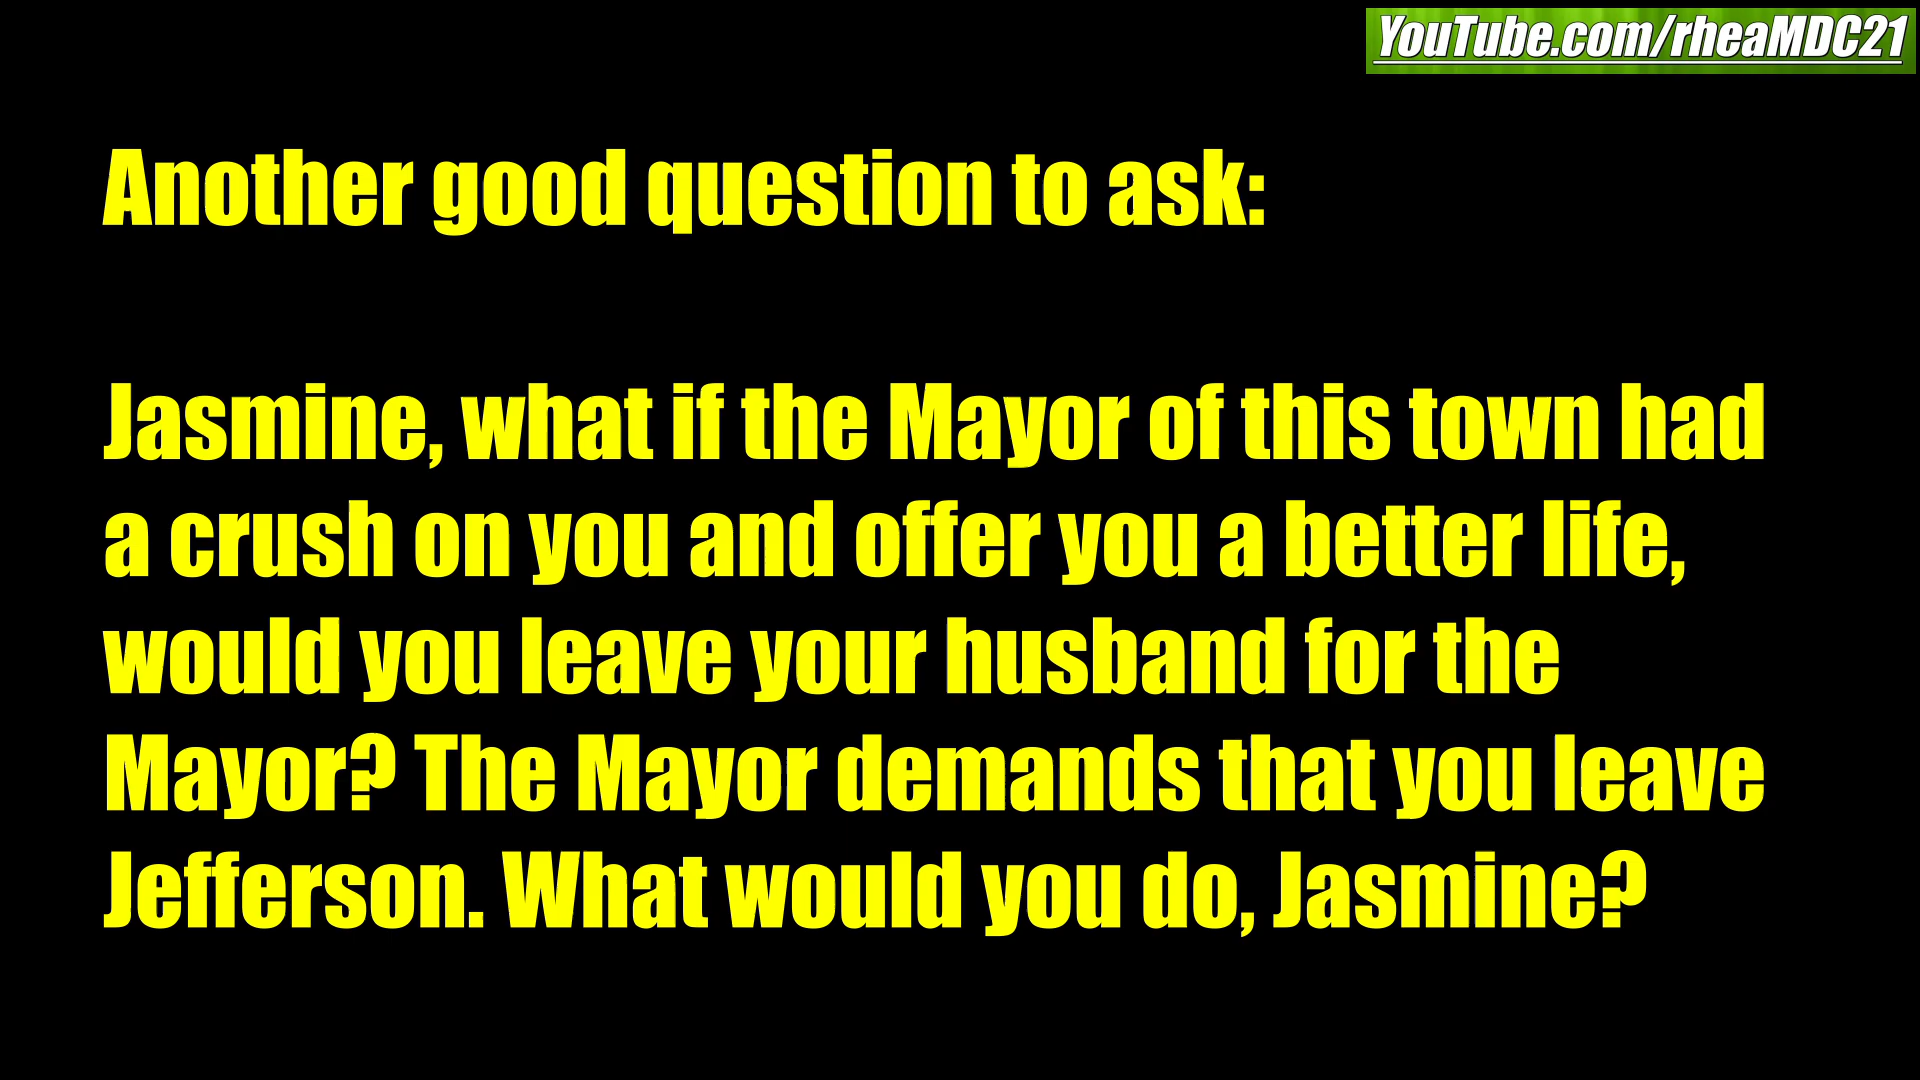 YouTube.com/rheaMDC21
Another good question to ask:
Jasmine, what if the Mayor of this town had
a crush on you and offer you a better life,
would you leave your husband for the
Mayor? The Mayor demands that you leave
Jefferson. What would you do, Jasmine?